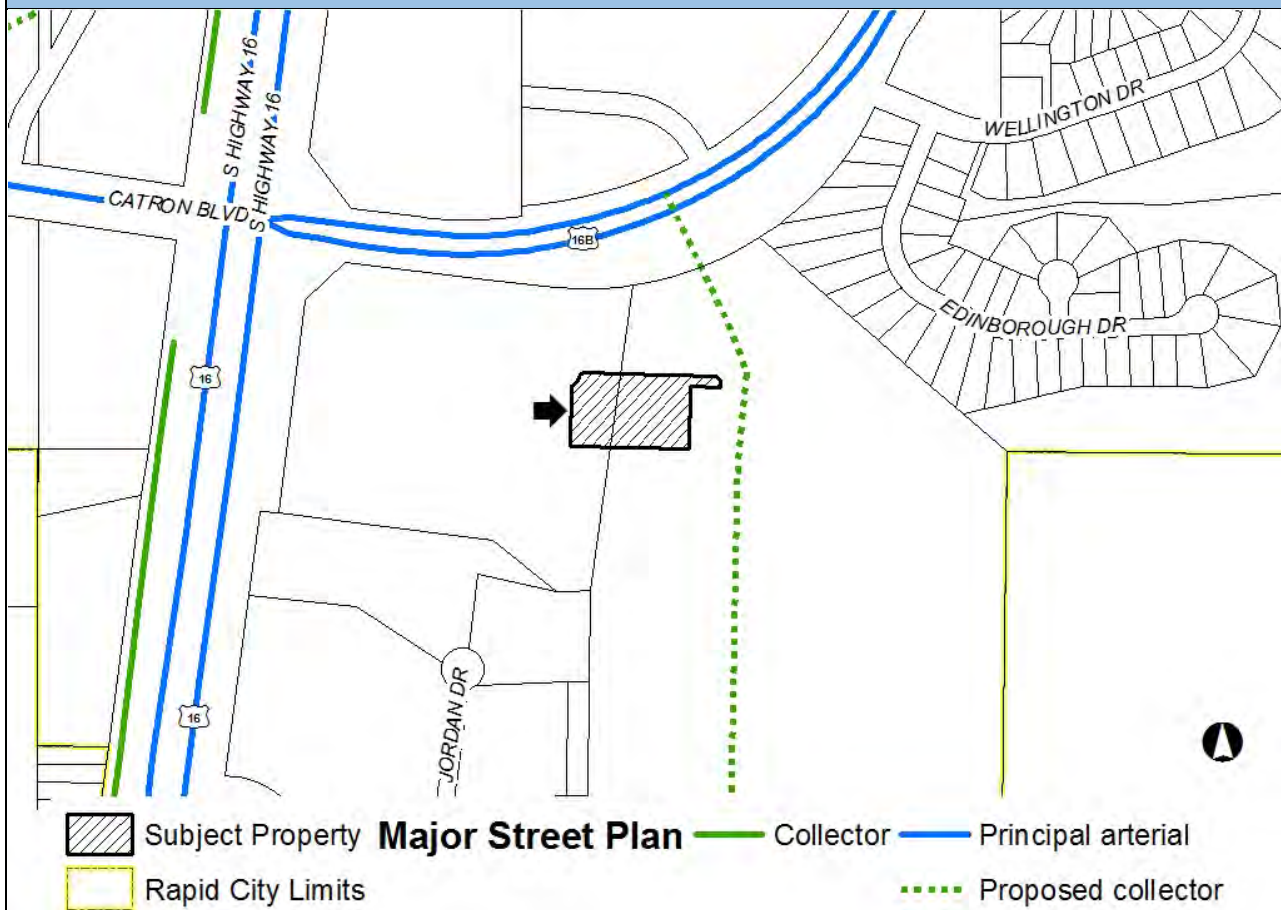 S HIGHWAY 16
S HIGHWAY 16
WELLINGTON DR
CATRON BLVD
16B
EDINBOROUGH DR
16
JORDAN DR
16
Subject Property Major Street Plan Collector Principal arterial
Rapid City Limits Proposed collector